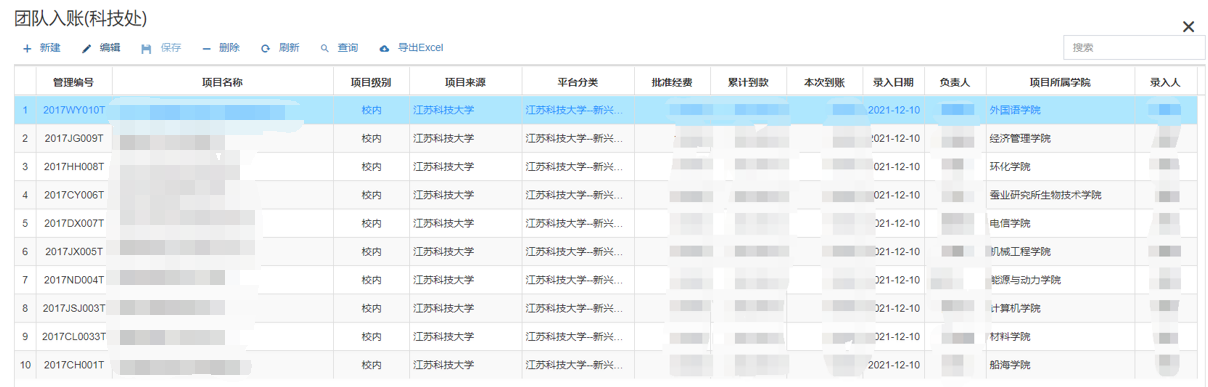 团队入账(科技处)
新建 编辑 保存 删除 刷新 查询 导出Excel 搜索
管理编号 项目名称 项目级别 项目来源 平台分类 批准经费 累计到款 本次到账 录入日期 负责人 项目所属学院 录入人
1 2017WY010T 校内 江苏科技大学 江苏科技大学--新兴... 2021-12-10 外国语学院
2 2017JG009T 校内 江苏科技大学 江苏科技大学--新兴... 2021-12-10 经济管理学院
3 2017HH008T 校内 江苏科技大学 江苏科技大学--新兴... 2021-12-10 环化学院
4 2017CY006T 校内 江苏科技大学 江苏科技大学--新兴... 2021-12-10 蚕业研究所生物技术学院
5 2017DX007T 校内 江苏科技大学 江苏科技大学--新兴... 2021-12-10 电信学院
6 2017JX005T 校内 江苏科技大学 江苏科技大学--新兴... 2021-12-10 机械工程学院
7 2017ND004T 校内 江苏科技大学 江苏科技大学--新兴... 2021-12-10 能源与动力学院
8 2017JSJ003T 校内 江苏科技大学 江苏科技大学--新兴... 2021-12-10 计算机学院
9 2017CL0033T 校内 江苏科技大学 江苏科技大学--新兴... 2021-12-10 材料学院
10 2017CH001T 校内 江苏科技大学 江苏科技大学--新兴... 2021-12-10 船海学院